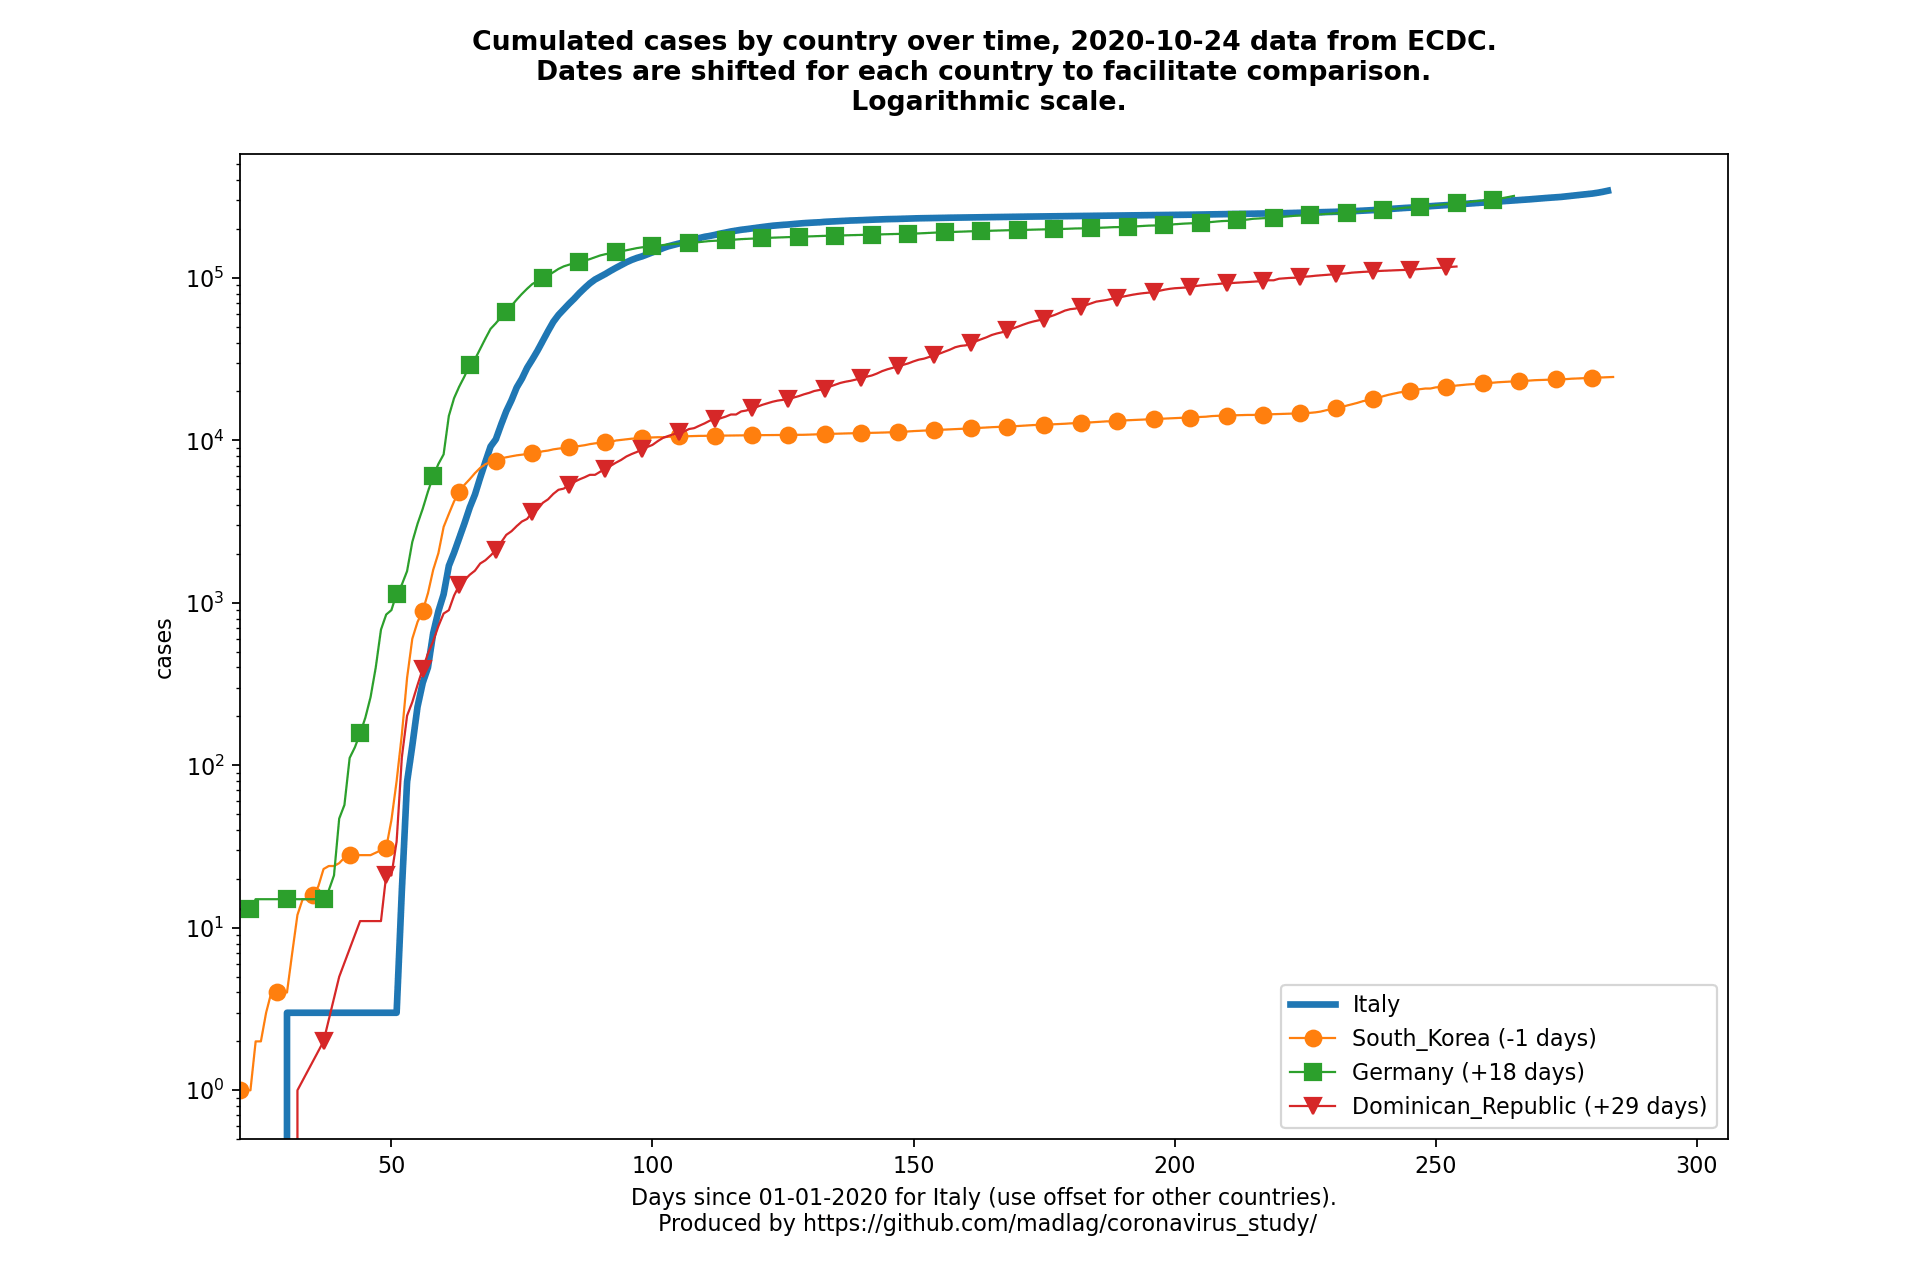 Cumulated cases by country over time, 2020-10-24 data from ECDC.
Dates are shifted for each country to facilitate comparison.
Logarithmic scale.
10^5
10^4
10^3
10^2
10^1
10^0
cases
50 100 150 200 250 300
Italy
South_Korea (-1 days)
Germany (+18 days)
Dominican_Republic (+29 days)
Days since 01-01-2020 for Italy (use offset for other countries).
Produced by https://github.com/madlag/coronavirus_study/